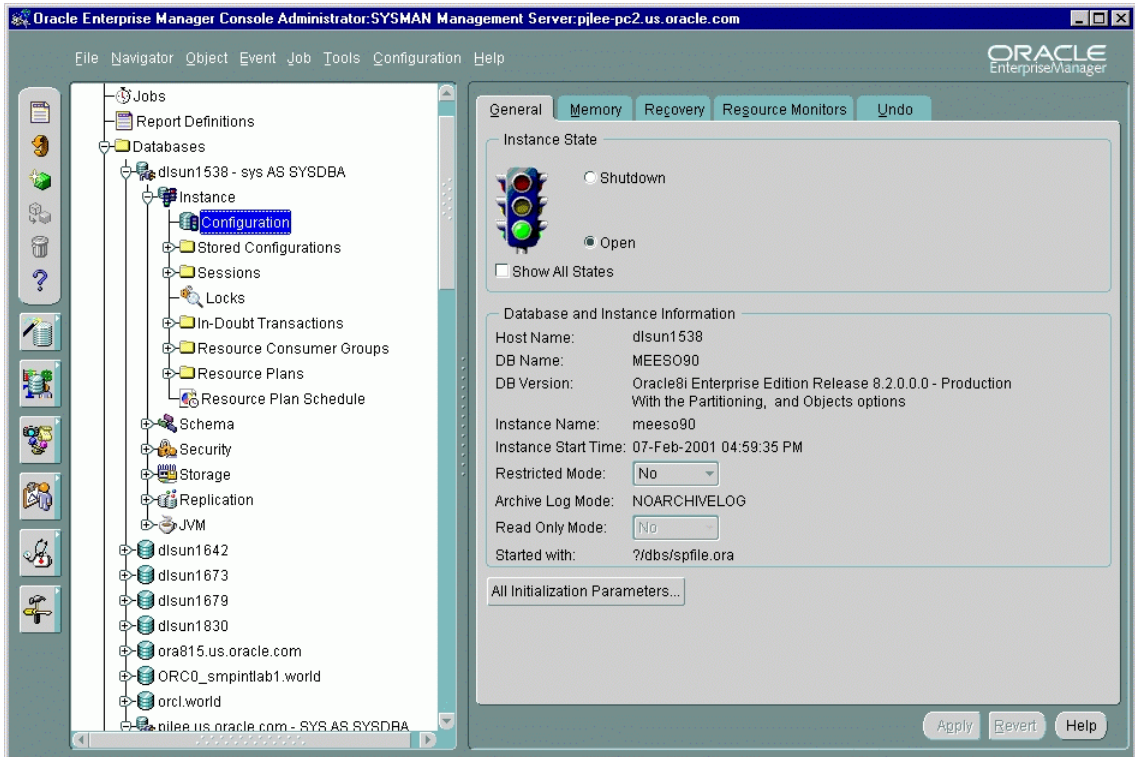 Oracle Enterprise Manager Console Administrator:SYSMAN Management Server:pjlee-pc2.us.oracle.com
File Navigator Object Event Job Tools Configuration Help
ORACLE
EnterpriseManager
Jobs
Report Definitions
Databases
dlsun1538 - sys AS SYSDBA
Instance
Configuration
Stored Configurations
Sessions
Locks
In-Doubt Transactions
Resource Consumer Groups
Resource Plans
Resource Plan Schedule
Schema
Security
Storage
Replication
JVM
dlsun1642
dlsun1673
dlsun1679
dlsun1830
ora815.us.oracle.com
ORC0_smpintlab1.world
orcl.world
pjlee.us.oracle.com - SYS AS SYSDBA
General Memory Recovery Resource Monitors Undo
Instance State
Shutdown
Open
Show All States
Database and Instance Information
Host Name: dlsun1538
DB Name: MEESO90
DB Version: Oracle8i Enterprise Edition Release 8.2.0.0.0 - Production
With the Partitioning, and Objects options
Instance Name: meeso90
Instance Start Time: 07-Feb-2001 04:59:35 PM
Restricted Mode: No
Archive Log Mode: NOARCHIVELOG
Read Only Mode: No
Started with: ?/dbs/spfile.ora
All Initialization Parameters...
Apply Revert Help